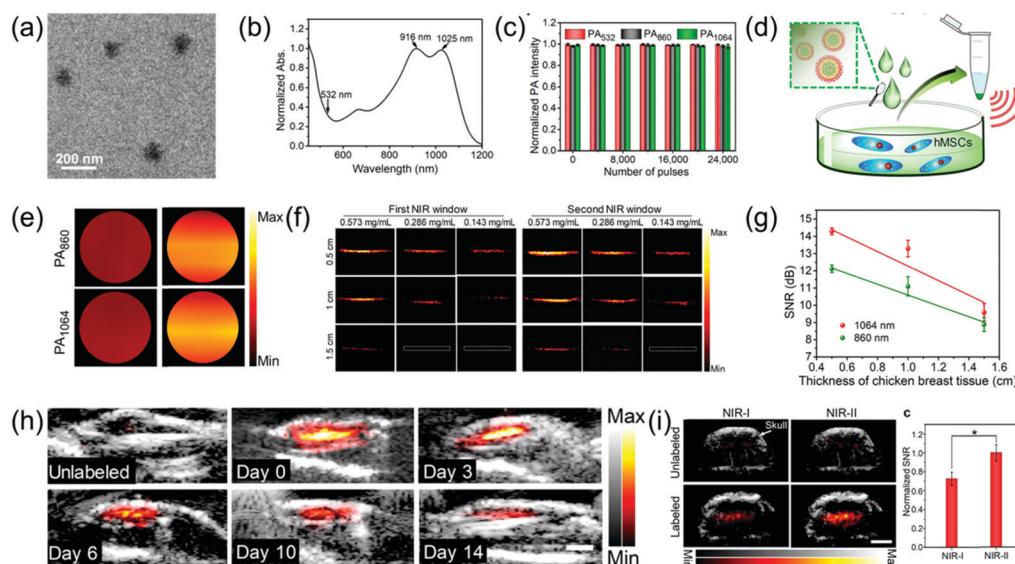 (a)
200 nm
(b)
Normalized Abs.
1.2
1.0
0.8
0.6
0.4
0.2
0.0
532 nm
916 nm
1025 nm
600
800
1000
1200
Wavelength (nm)
(c)
Normalized PA intensity
1.4
1.2
1.0
0.8
0.6
0.4
0.2
0.0
PA532 PA860 PA1064
0
8,000
16,000
24,000
Number of pulses
(d)
hMSCs
(e)
PA860
PA1064
Max
Min
(f)
First NIR window
Second NIR window
0.573 mg/mL 0.286 mg/mL 0.143 mg/mL
0.573 mg/mL 0.286 mg/mL 0.143 mg/mL
0.5 cm
1 cm
1.5 cm
Max
Min
(g)
SNR (dB)
15
14
13
12
11
10
9
8
1064 nm
860 nm
0.4 0.6 0.8 1.0 1.2 1.4 1.6
Thickness of chicken breast tissue (cm)
(h)
Unlabeled
Day 0
Day 3
Day 6
Day 10
Day 14
Max
Min
(i)
NIR-I
NIR-II
Unlabeled
Labeled
Skull
Min
c
Normalized SNR
1.2
1.0
0.8
0.6
0.4
0.2
0
*
NIR-I
NIR-II